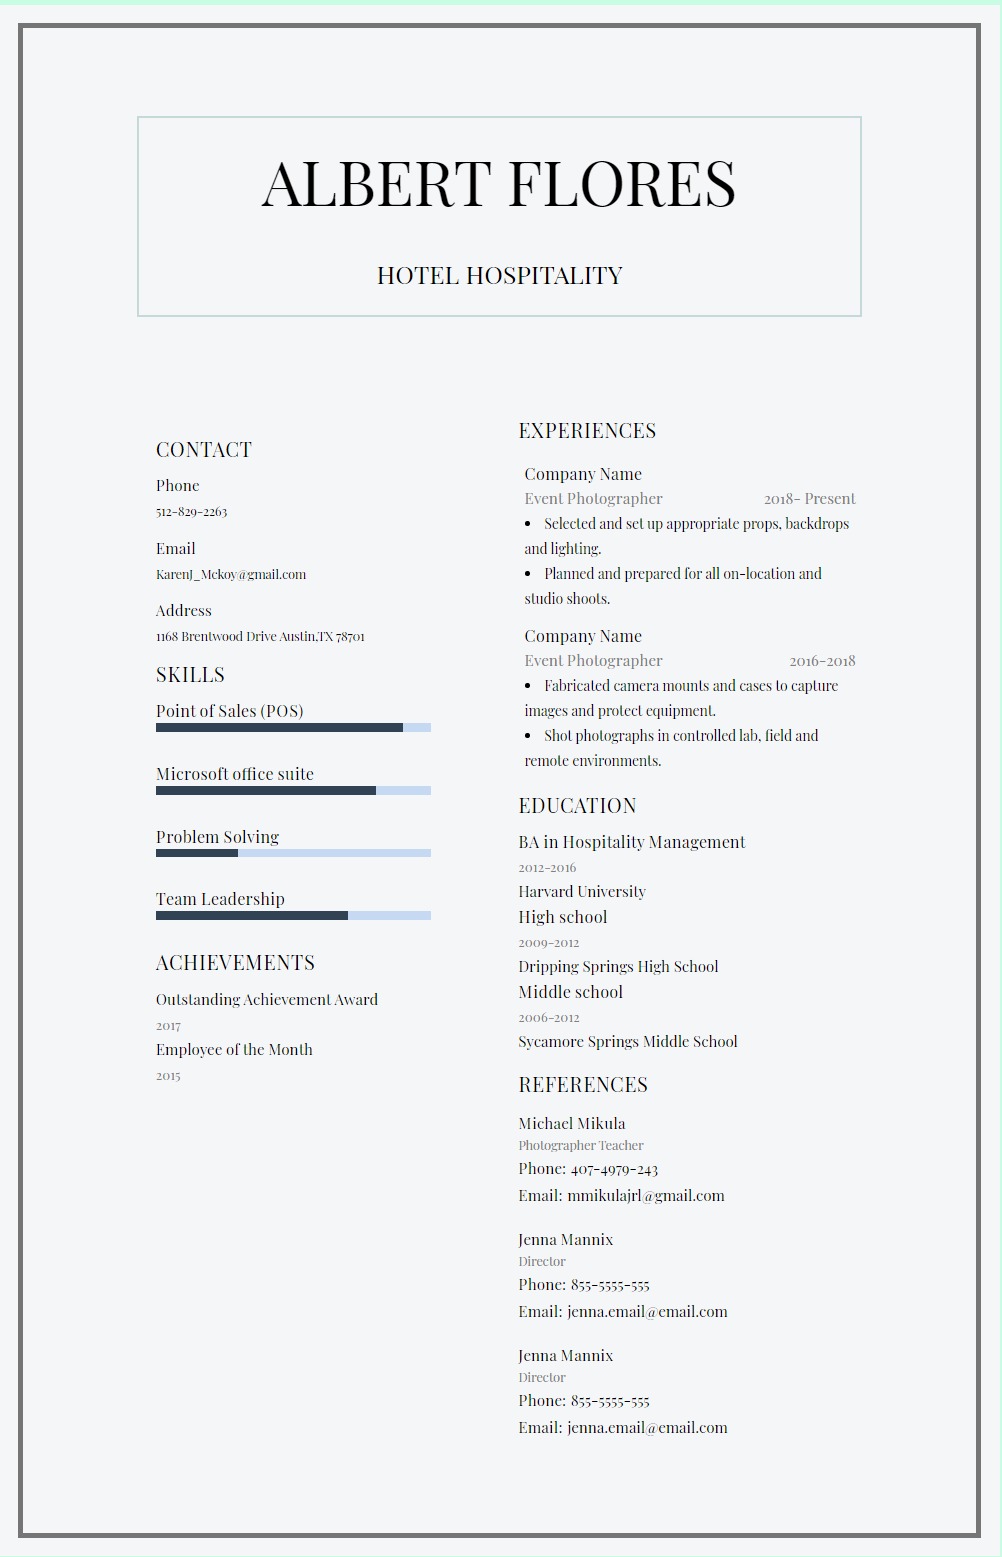 ALBERT FLORES
HOTEL HOSPITALITY
CONTACT
Phone
512-829-2263
Email
KarenJ_Mckoy@gmail.com
Address
1168 Brentwood Drive Austin,TX 78701
SKILLS
Point of Sales (POS)
Microsoft office suite
Problem Solving
Team Leadership
ACHIEVEMENTS
Outstanding Achievement Award
2017
Employee of the Month
2015
EXPERIENCES
Company Name
Event Photographer 2018- Present
• Selected and set up appropriate props, backdrops
and lighting.
• Planned and prepared for all on-location and
studio shoots.
Company Name
Event Photographer 2016-2018
• Fabricated camera mounts and cases to capture
images and protect equipment.
• Shot photographs in controlled lab, field and
remote environments.
EDUCATION
BA in Hospitality Management
2012-2016
Harvard University
High school
2009-2012
Dripping Springs High School
Middle school
2006-2012
Sycamore Springs Middle School
REFERENCES
Michael Mikula
Photographer Teacher
Phone: 407-4979-243
Email: mmikulajrl@gmail.com
Jenna Mannix
Director
Phone: 855-5555-555
Email: jenna.email@email.com
Jenna Mannix
Director
Phone: 855-5555-555
Email: jenna.email@email.com